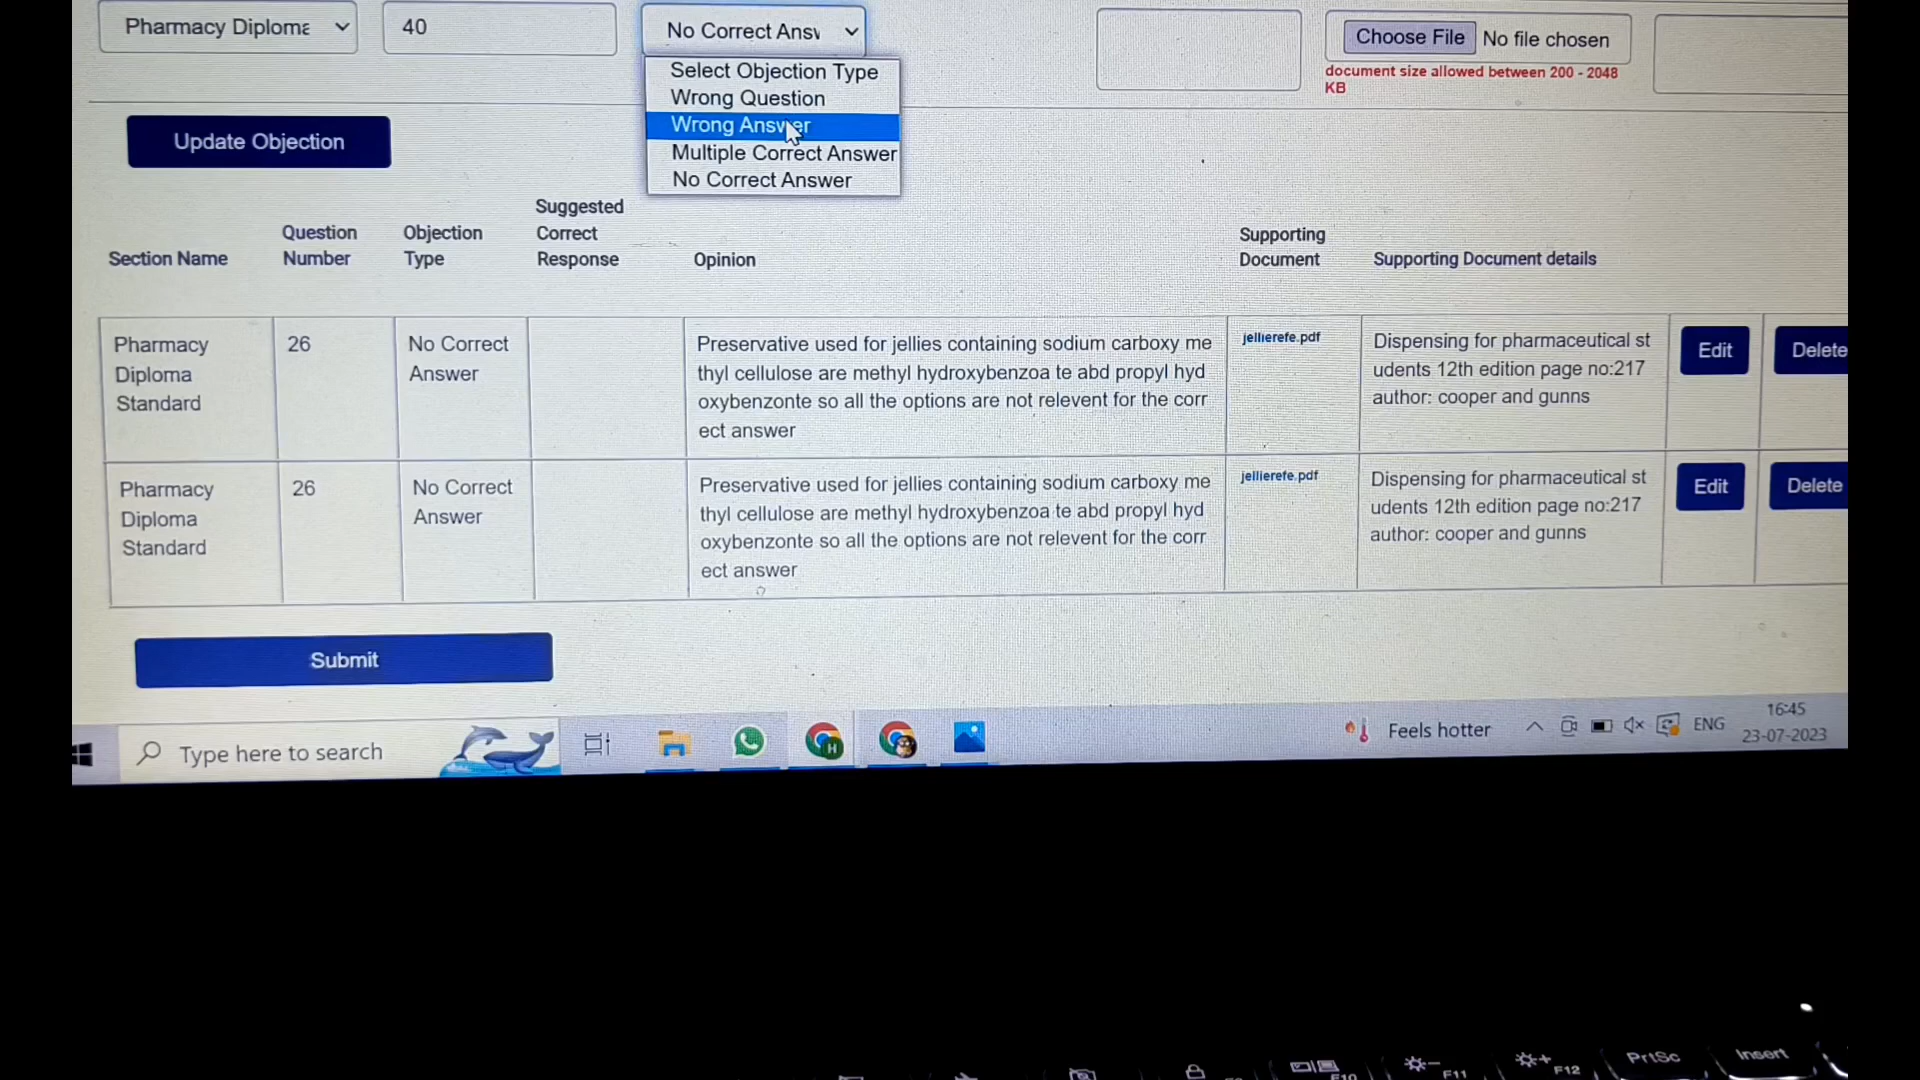 Pharmacy Diploma
40
No Correct Answ
Choose File No file chosen
document size allowed between 200 - 2048
KB
Select Objection Type
Wrong Question
Wrong Answer
Multiple Correct Answer
No Correct Answer
Update Objection
Section Name
Question
Number
Objection
Type
Suggested
Correct
Response
Opinion
Supporting
Document
Supporting Document details
Pharmacy
Diploma
Standard
26
No Correct
Answer
Preservative used for jellies containing sodium carboxy me
thyl cellulose are methyl hydroxybenzoa te abd propyl hyd
oxybenzonte so all the options are not relevent for the corr
ect answer
jellierefe.pdf
Dispensing for pharmaceutical st
udents 12th edition page no:217
author: cooper and gunns
Edit
Delete
Pharmacy
Diploma
Standard
26
No Correct
Answer
Preservative used for jellies containing sodium carboxy me
thyl cellulose are methyl hydroxybenzoa te abd propyl hyd
oxybenzonte so all the options are not relevent for the corr
ect answer
jellierefe.pdf
Dispensing for pharmaceutical st
udents 12th edition page no:217
author: cooper and gunns
Edit
Delete
Submit
Type here to search
H
Feels hotter
ENG
16:45
23-07-2023
F10
F11
F12
PrtSc
Insert